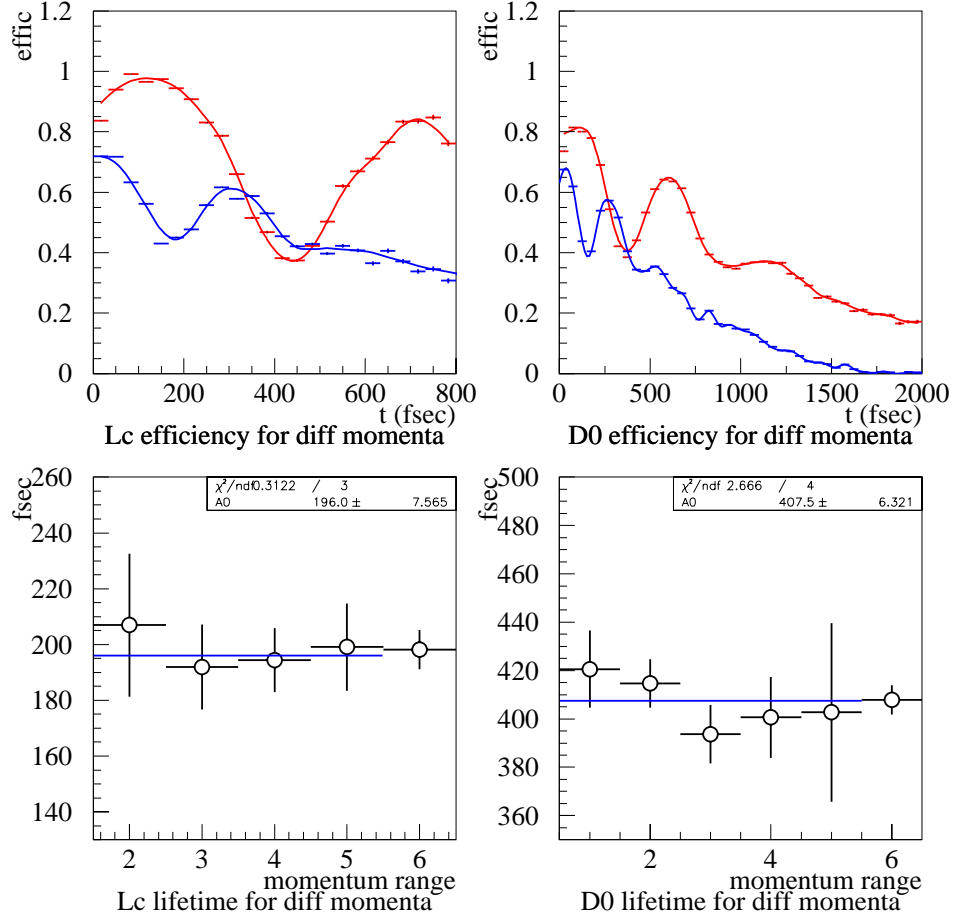 effic
1.2
1
0.8
0.6
0.4
0.2
0
0 200 400 600 800
t (fsec)
Lc efficiency for diff momenta
effic
1.2
1
0.8
0.6
0.4
0.2
0
0 500 1000 1500 2000
t (fsec)
D0 efficiency for diff momenta
fsec
260
240
220
200
180
160
140
χ²/ndf 0.3122 / 3
A0 196.0 ± 7.565
2 3 4 5 6
momentum range
Lc lifetime for diff momenta
fsec
500
480
460
440
420
400
380
360
χ²/ndf 2.666 / 4
A0 407.5 ± 6.321
2 4 6
momentum range
D0 lifetime for diff momenta